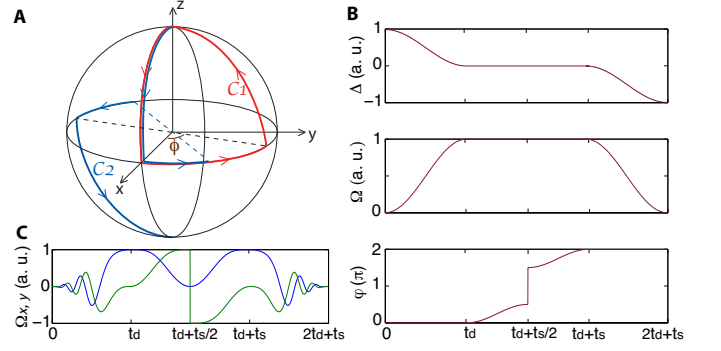 A
z
C1
y
ϕ
C2
x
B
1
0
−1
Δ (a. u.)
1
0
Ω (a. u.)
2
1
0
φ (π)
0
td
td+ts/2
td+ts
2td+ts
C
1
0
−1
Ωx, y (a. u.)
0
td
td+ts/2
td+ts
2td+ts